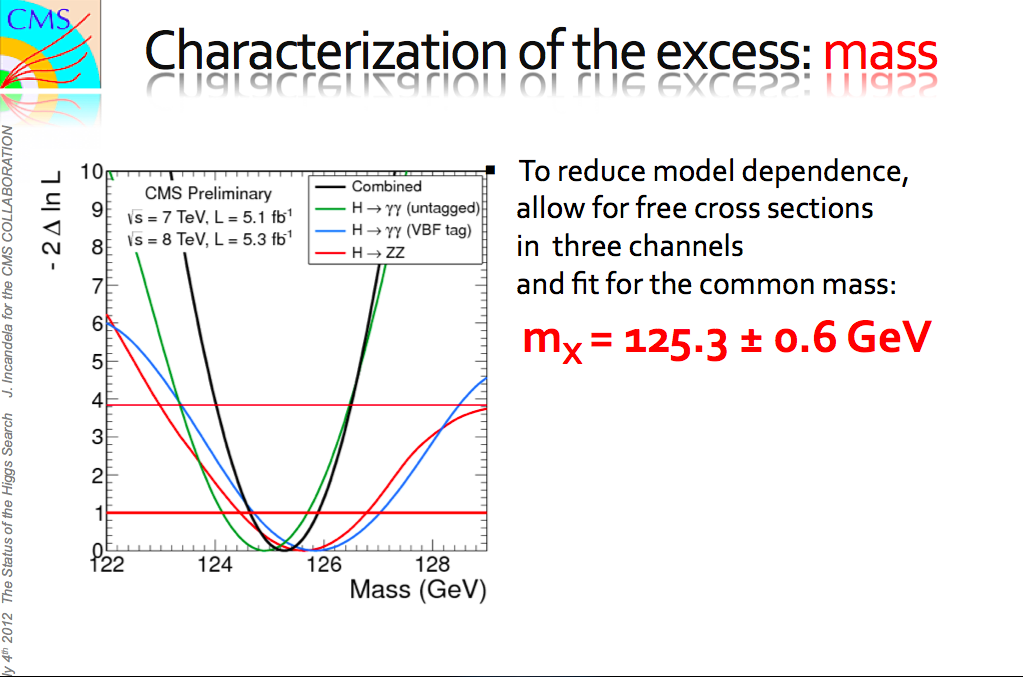 CMS
Characterization of the excess: mass
ly 4th 2012 The Status of the Higgs Search J. Incandela for the CMS COLLABORATION
- 2 Δ ln L
10
9
8
7
6
5
4
3
2
1
0
CMS Preliminary
√s = 7 TeV, L = 5.1 fb-1
√s = 8 TeV, L = 5.3 fb-1
Combined
H → γγ (untagged)
H → γγ (VBF tag)
H → ZZ
122 124 126 128
Mass (GeV)
▪ To reduce model dependence,
allow for free cross sections
in three channels
and fit for the common mass:
mX = 125.3 ± 0.6 GeV